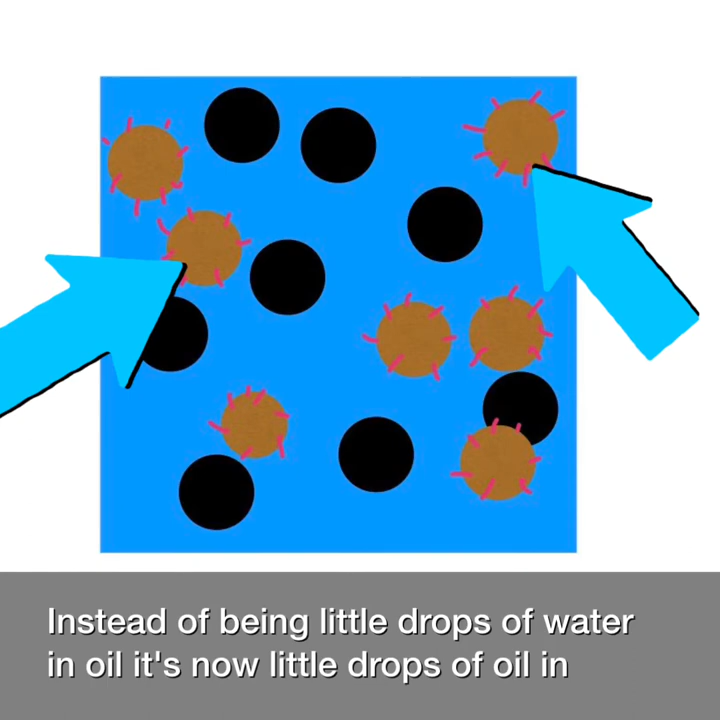 Instead of being little drops of water
in oil it's now little drops of oil in